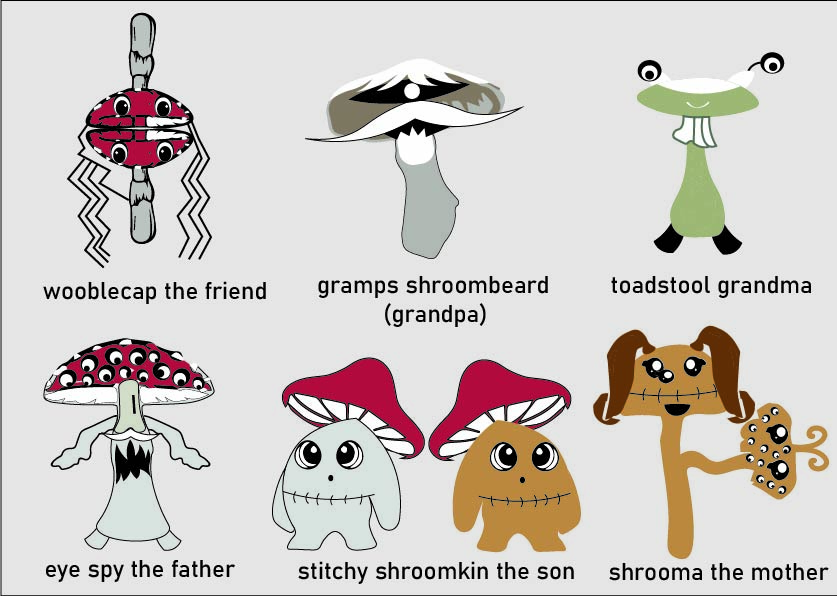 wooblecap the friend
gramps shroombeard
(grandpa)
toadstool grandma
eye spy the father
stitchy shroomkin the son
shrooma the mother